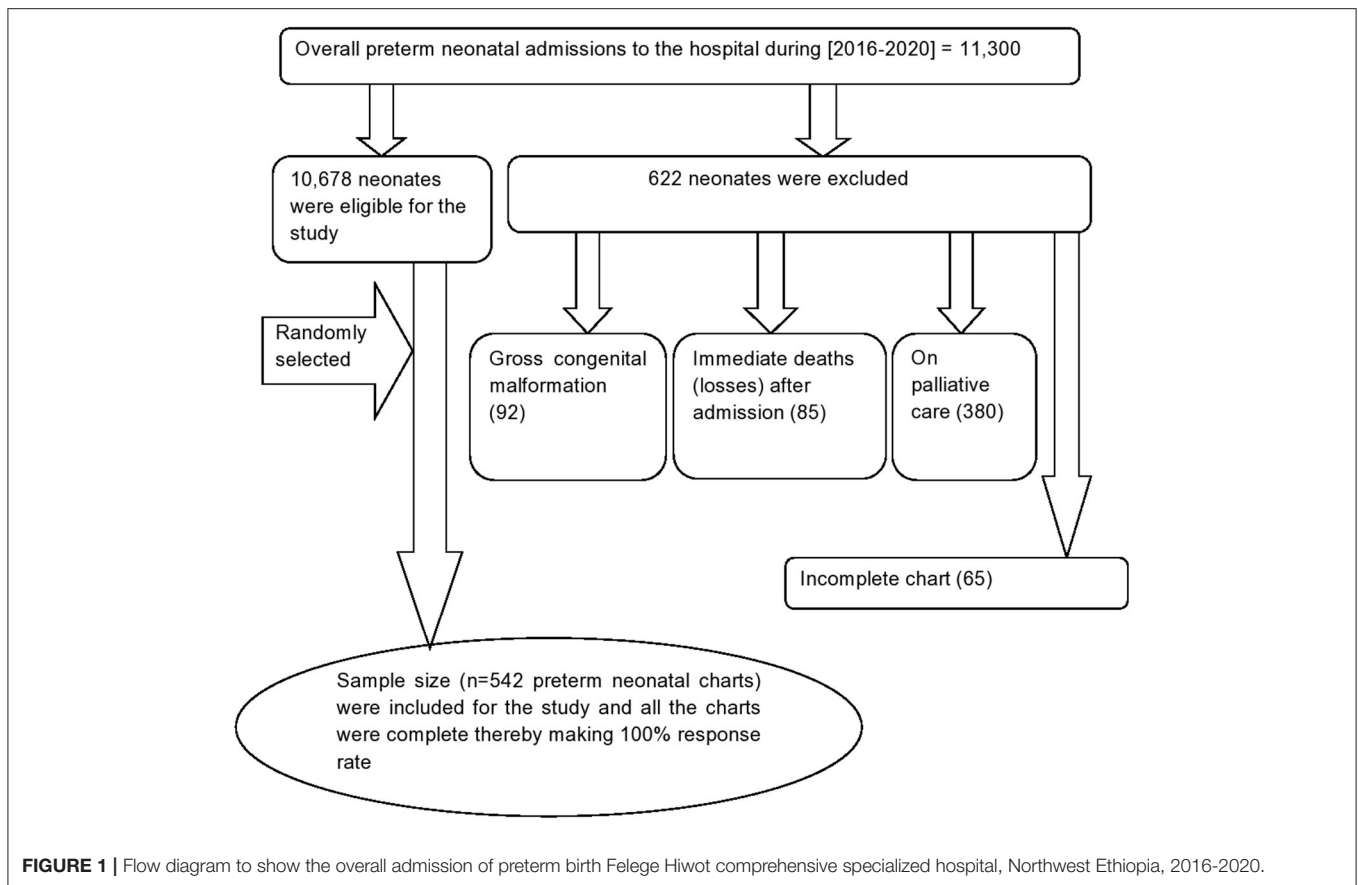 Overall preterm neonatal admissions to the hospital during [2016-2020] = 11,300
10,678 neonates
were eligible for the
study
622 neonates were excluded
Randomly
selected
Gross congenital
malformation
(92)
Immediate deaths
(losses) after
admission (85)
On
palliative
care (380)
Incomplete chart (65)
Sample size (n=542 preterm neonatal charts)
were included for the study and all the charts
were complete thereby making 100% response
rate
FIGURE 1 | Flow diagram to show the overall admission of preterm birth Felege Hiwot comprehensive specialized hospital, Northwest Ethiopia, 2016-2020.